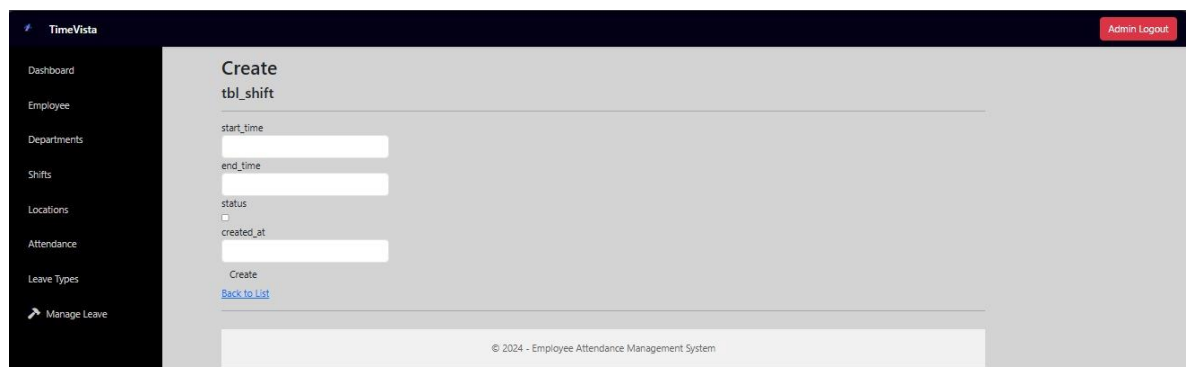 TimeVista
Admin Logout
Dashboard
Employee
Departments
Shifts
Locations
Attendance
Leave Types
Manage Leave
Create
tbl_shift
start_time
end_time
status
created_at
Create
Back to List
© 2024 - Employee Attendance Management System